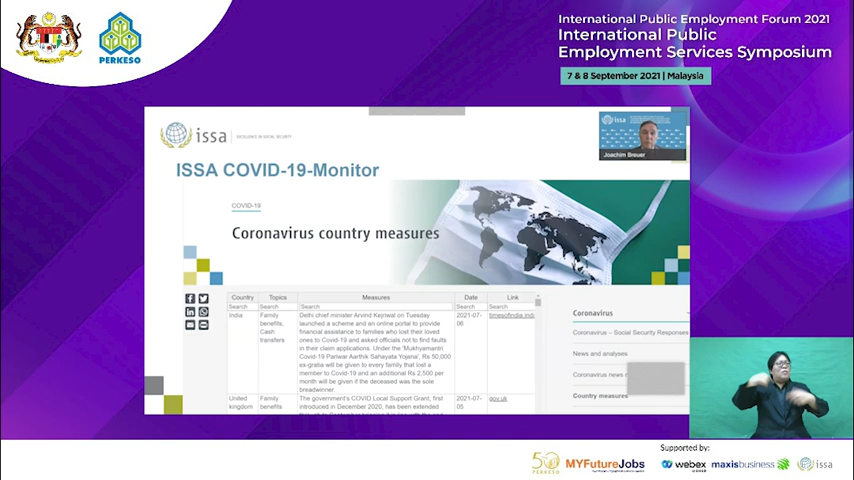 PERKESO
International Public Employment Forum 2021
International Public
Employment Services Symposium
7 & 8 September 2021 | Malaysia
issa
EXCELLENCE IN SOCIAL SECURITY
issa
Joachim Breuer
ISSA COVID-19-Monitor
COVID-19
Coronavirus country measures
Country Topics Measures Date Link
Search Search Search Search Search
India Family benefits, Cash transfers
Delhi chief minister Arvind Kejriwal on Tuesday
launched a scheme and an online portal to provide
financial assistance to families who lost their loved
ones to Covid-19 and asked officials not to find faults
in their claim applications. Under the 'Mukhyamantri
Covid-19 Pariwar Aarthik Sahayata Yojana', Rs 50,000
ex-gratia will be given to every family that lost a
member to Covid-19 and an additional Rs 2,500 per
month will be given if the deceased was the sole
breadwinner.
2021-07-
06
timesofindia.indi
United
kingdom
Family
benefits
The government's COVID Local Support Grant, first
introduced in December 2020, has been extended
2021-07-
05
gov.uk
Coronavirus
Coronavirus – Social Security Responses
News and analyses
Coronavirus news
Country measures
50
PERKESO
MYFutureJobs
Supported by:
webex
by CISCO
maxisbusiness
issa